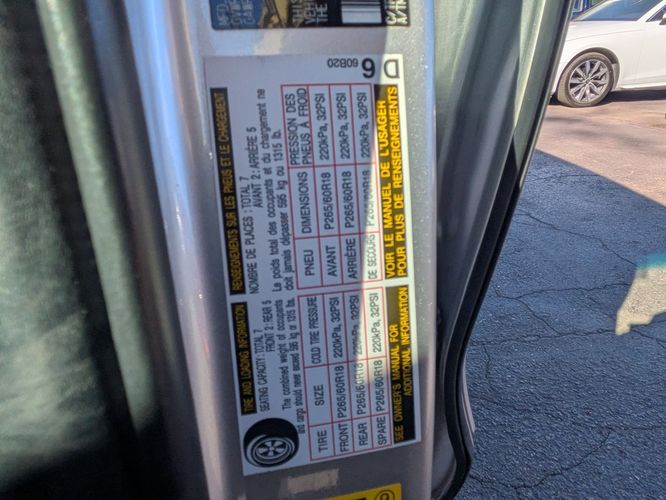 TIRE AND LOADING INFORMATION
SEATING CAPACITY: TOTAL 7
FRONT 2: REAR 5
The combined weight of occupants
and cargo should never exceed 595 kg or 1315 lbs.
TIRE SIZE COLD TIRE PRESSURE
FRONT P265/60R18 220kPa, 32PSI
REAR P265/60R18 220kPa, 32PSI
SPARE P265/60R18 220kPa, 32PSI
SEE OWNER'S MANUAL FOR
ADDITIONAL INFORMATION
RENSEIGNEMENTS SUR LES PNEUS ET LE CHARGEMENT
NOMBRE DE PLACES : TOTAL 7
AVANT 2: ARRIÈRE 5
Le poids total des occupants et du chargement ne
doit jamais dépasser 595 kg ou 1315 lb.
PNEU DIMENSIONS PRESSION DES
PNEUS À FROID
AVANT P265/60R18 220kPa, 32PSI
ARRIÈRE P265/60R18 220kPa, 32PSI
DE SECOURS P265/60R18 220kPa, 32PSI
VOIR LE MANUEL DE L'USAGER
POUR PLUS DE RENSEIGNEMENTS
60B20
D6
MFD.
THIS
VEH
THE